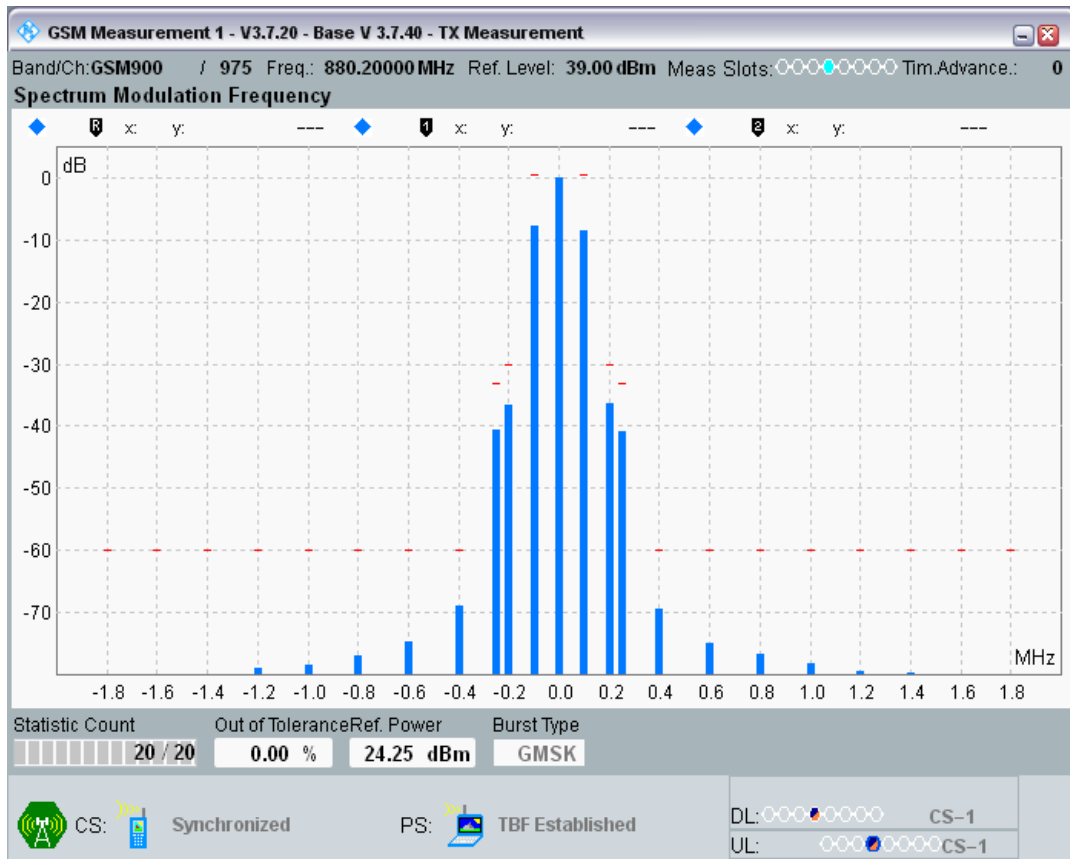 GSM Measurement 1 - V3.7.20 - Base V 3.7.40 - TX Measurement
Band/Ch:GSM900 / 975 Freq.: 880.20000 MHz Ref. Level: 39.00 dBm Meas Slots: Tim.Advance.: 0
Spectrum Modulation Frequency
R x: y: --- 1 x: y: --- 2 x: y: ---
dB
0
-10
-20
-30
-40
-50
-60
-70
MHz
-1.8 -1.6 -1.4 -1.2 -1.0 -0.8 -0.6 -0.4 -0.2 0.0 0.2 0.4 0.6 0.8 1.0 1.2 1.4 1.6 1.8
Statistic Count Out of Tolerance Ref. Power Burst Type
20 / 20 0.00 % 24.25 dBm GMSK
CS: Synchronized PS: TBF Established
DL: CS-1
UL: CS-1